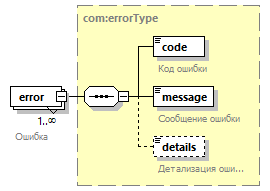 com:errorType
code
Код ошибки
error
1..∞
Ошибка
message
Сообщение ошибки
details
Детализация оши...